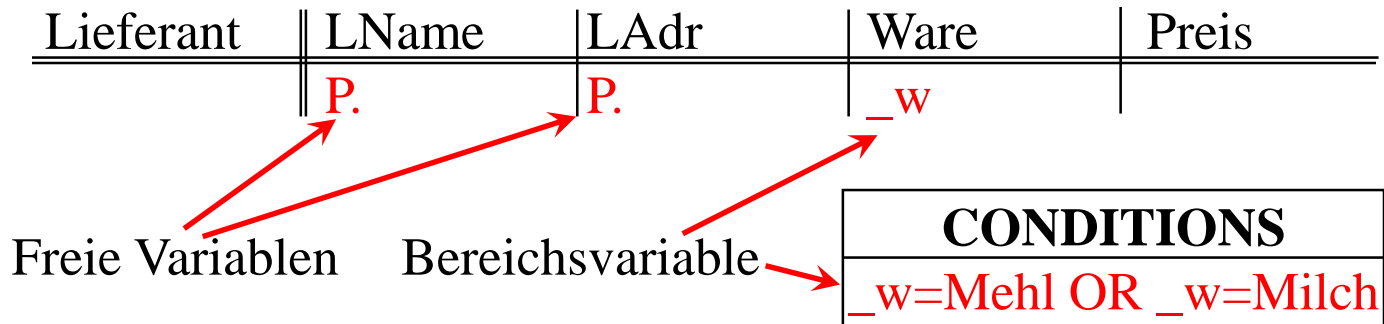 Lieferant LName LAdr Ware Preis
P. P. _w
CONDITIONS
Freie Variablen Bereichsvariable
_w=Mehl OR _w=Milch